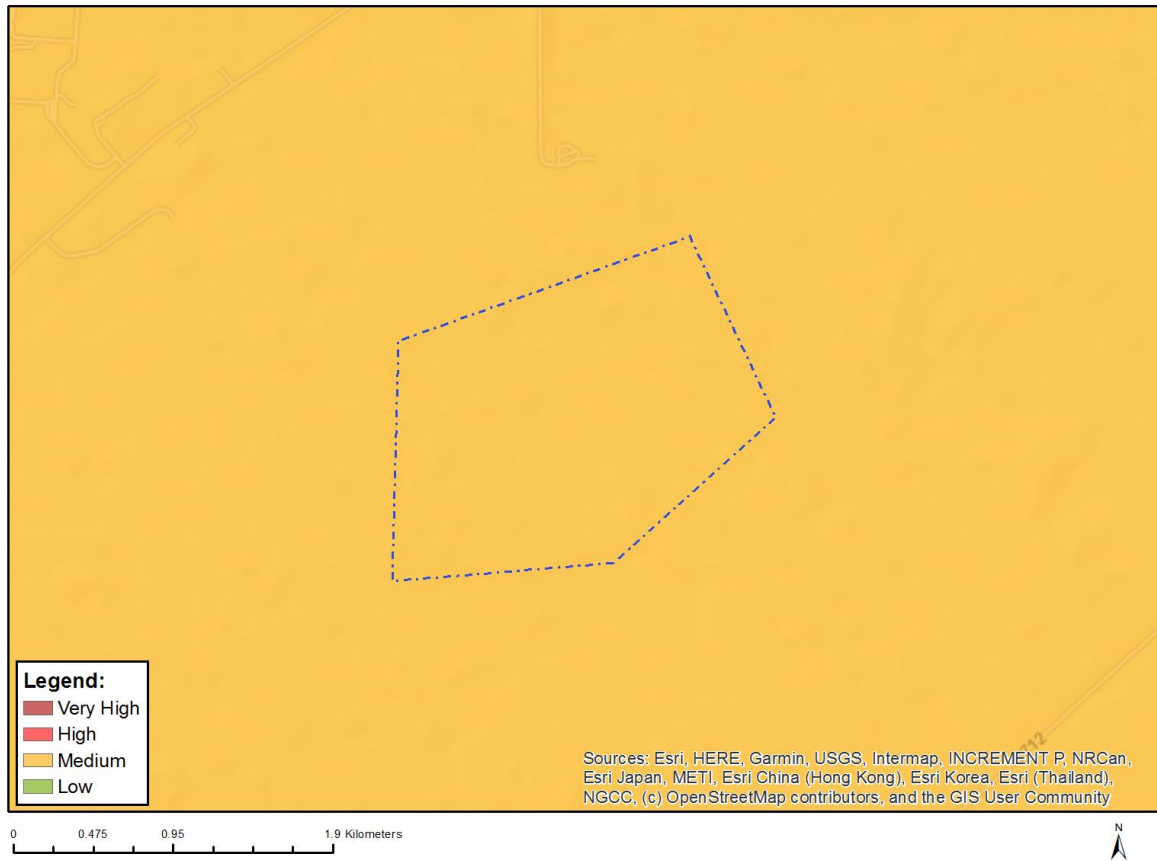 712
Legend:
Very High
High
Medium
Low
Sources: Esri, HERE, Garmin, USGS, Intermap, INCREMENT P, NRCan,
Esri Japan, METI, Esri China (Hong Kong), Esri Korea, Esri (Thailand),
NGCC, (c) OpenStreetMap contributors, and the GIS User Community
0 0.475 0.95 1.9 Kilometers
N